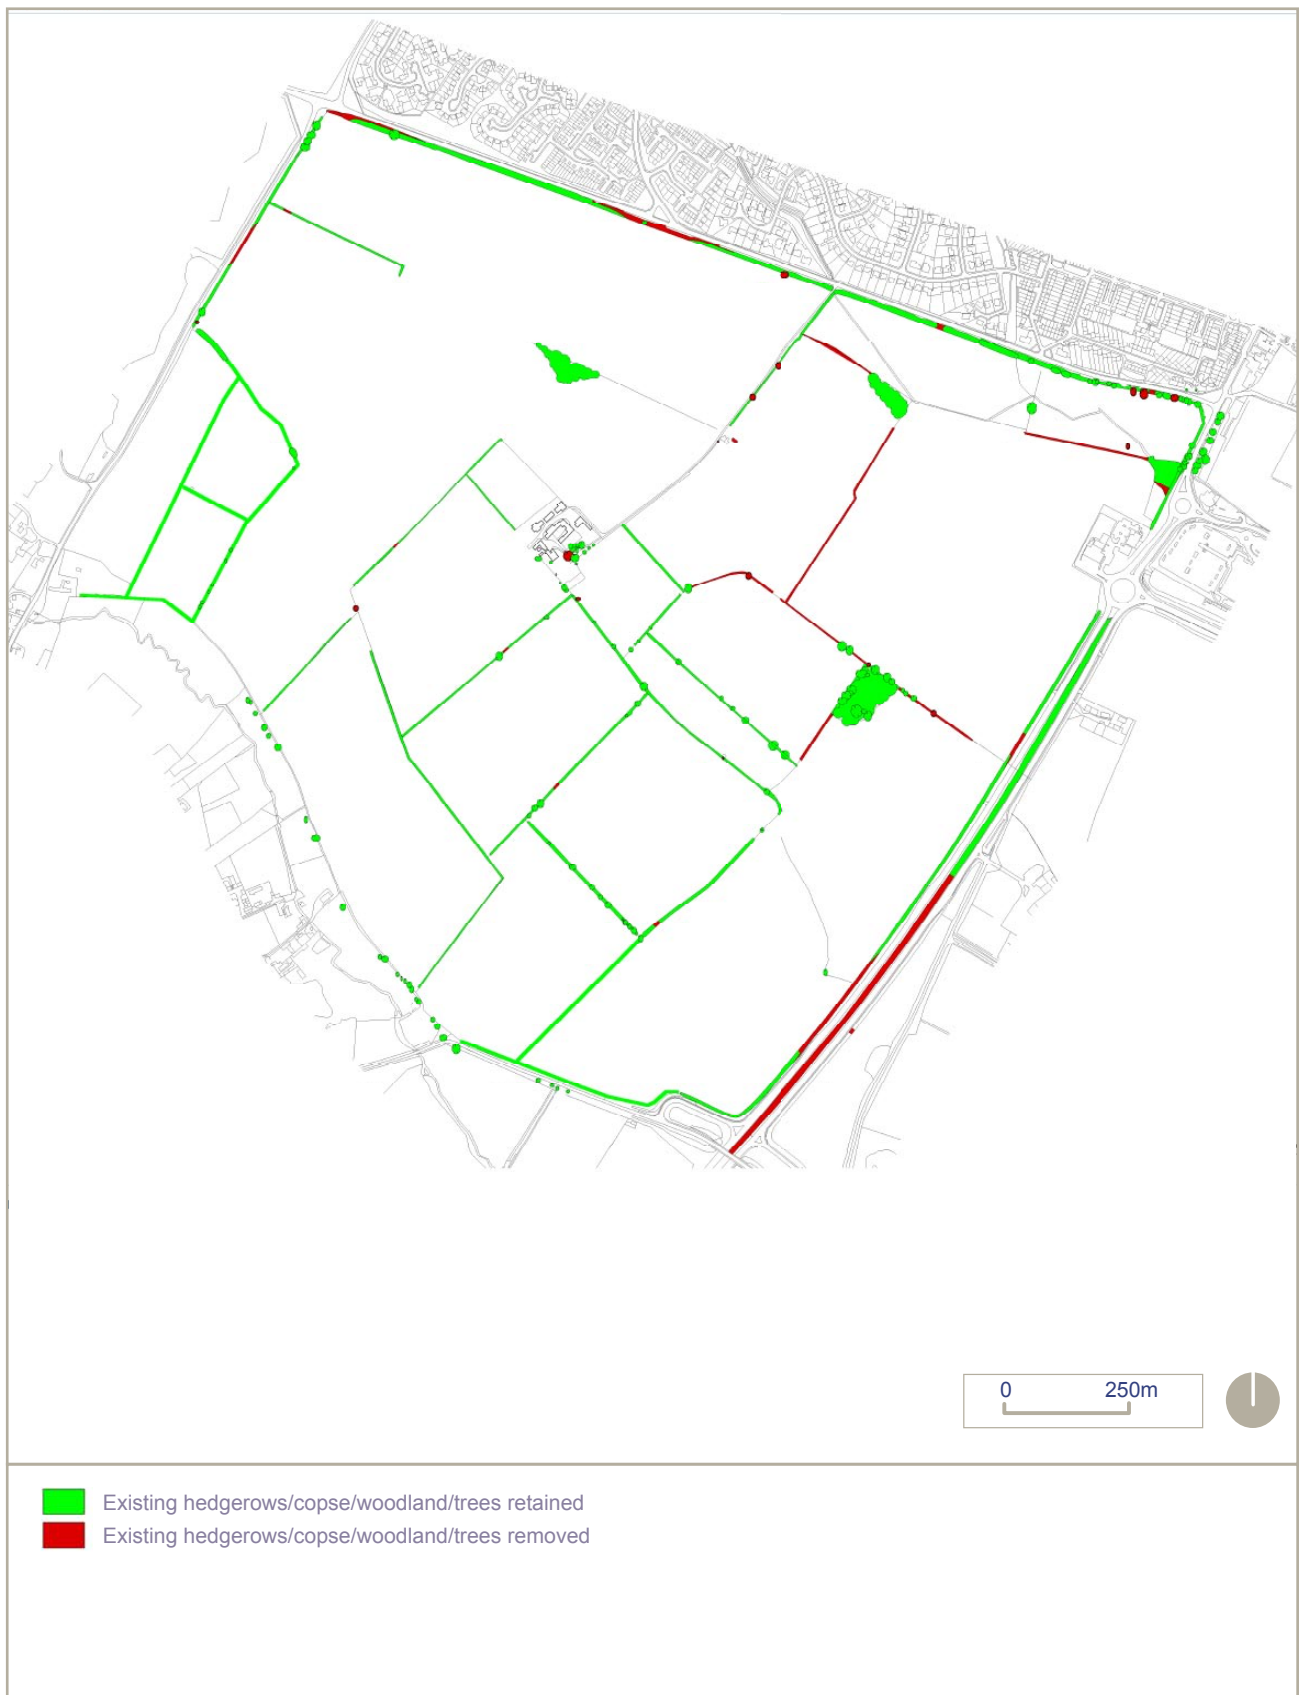 0 250m
Existing hedgerows/copse/woodland/trees retained
Existing hedgerows/copse/woodland/trees removed